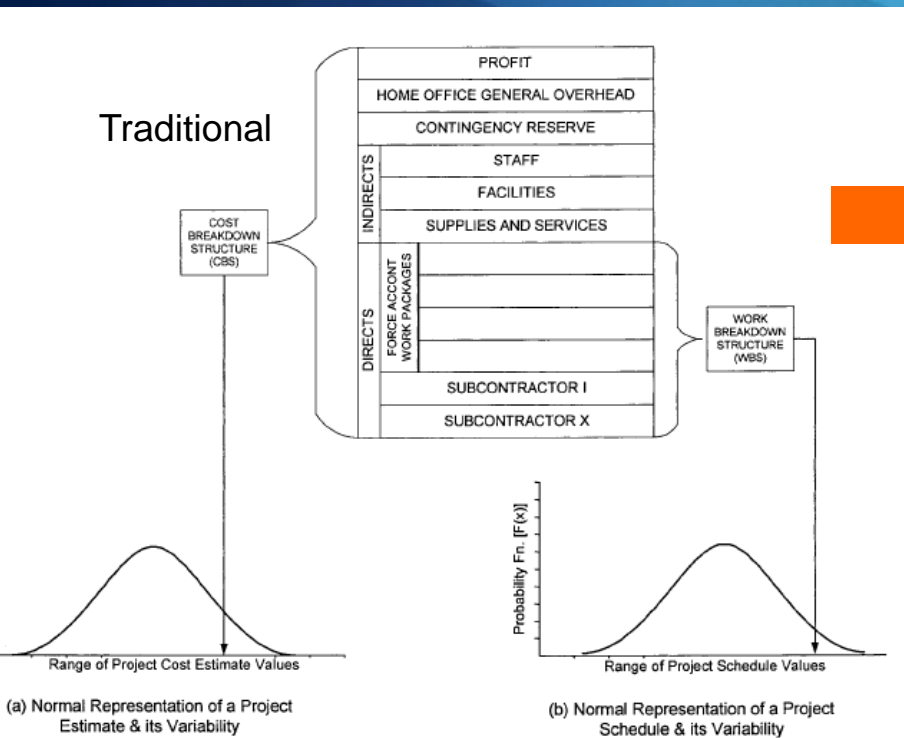 Traditional
PROFIT
HOME OFFICE GENERAL OVERHEAD
CONTINGENCY RESERVE
INDIRECTS
STAFF
FACILITIES
SUPPLIES AND SERVICES
COST
BREAKDOWN
STRUCTURE
(CBS)
DIRECTS
FORCE ACCONT
WORK PACKAGES
SUBCONTRACTOR I
SUBCONTRACTOR X
WORK
BREAKDOWN
STRUCTURE
(WBS)
Range of Project Cost Estimate Values
(a) Normal Representation of a Project
Estimate & its Variability
Probability Fn. [F(x)]
Range of Project Schedule Values
(b) Normal Representation of a Project
Schedule & its Variability